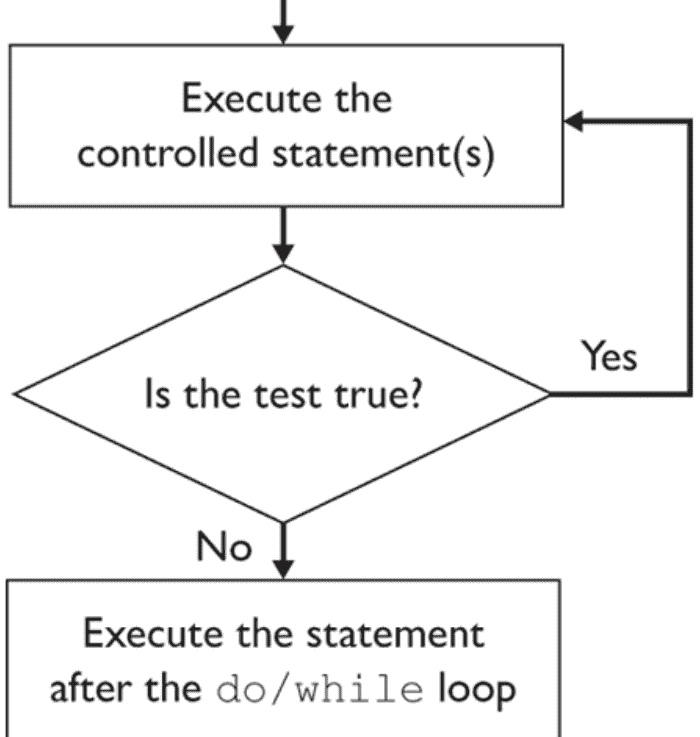 Execute the
controlled statement(s)
Is the test true?
Yes
No
Execute the statement
after the do/while loop